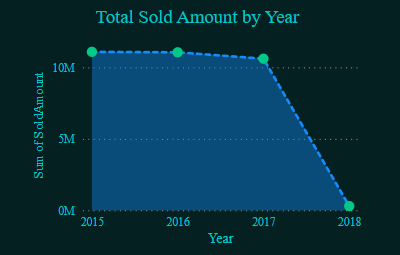 Total Sold Amount by Year
Sum of SoldAmount
10M
5M
0M
2015 2016 2017 2018
Year